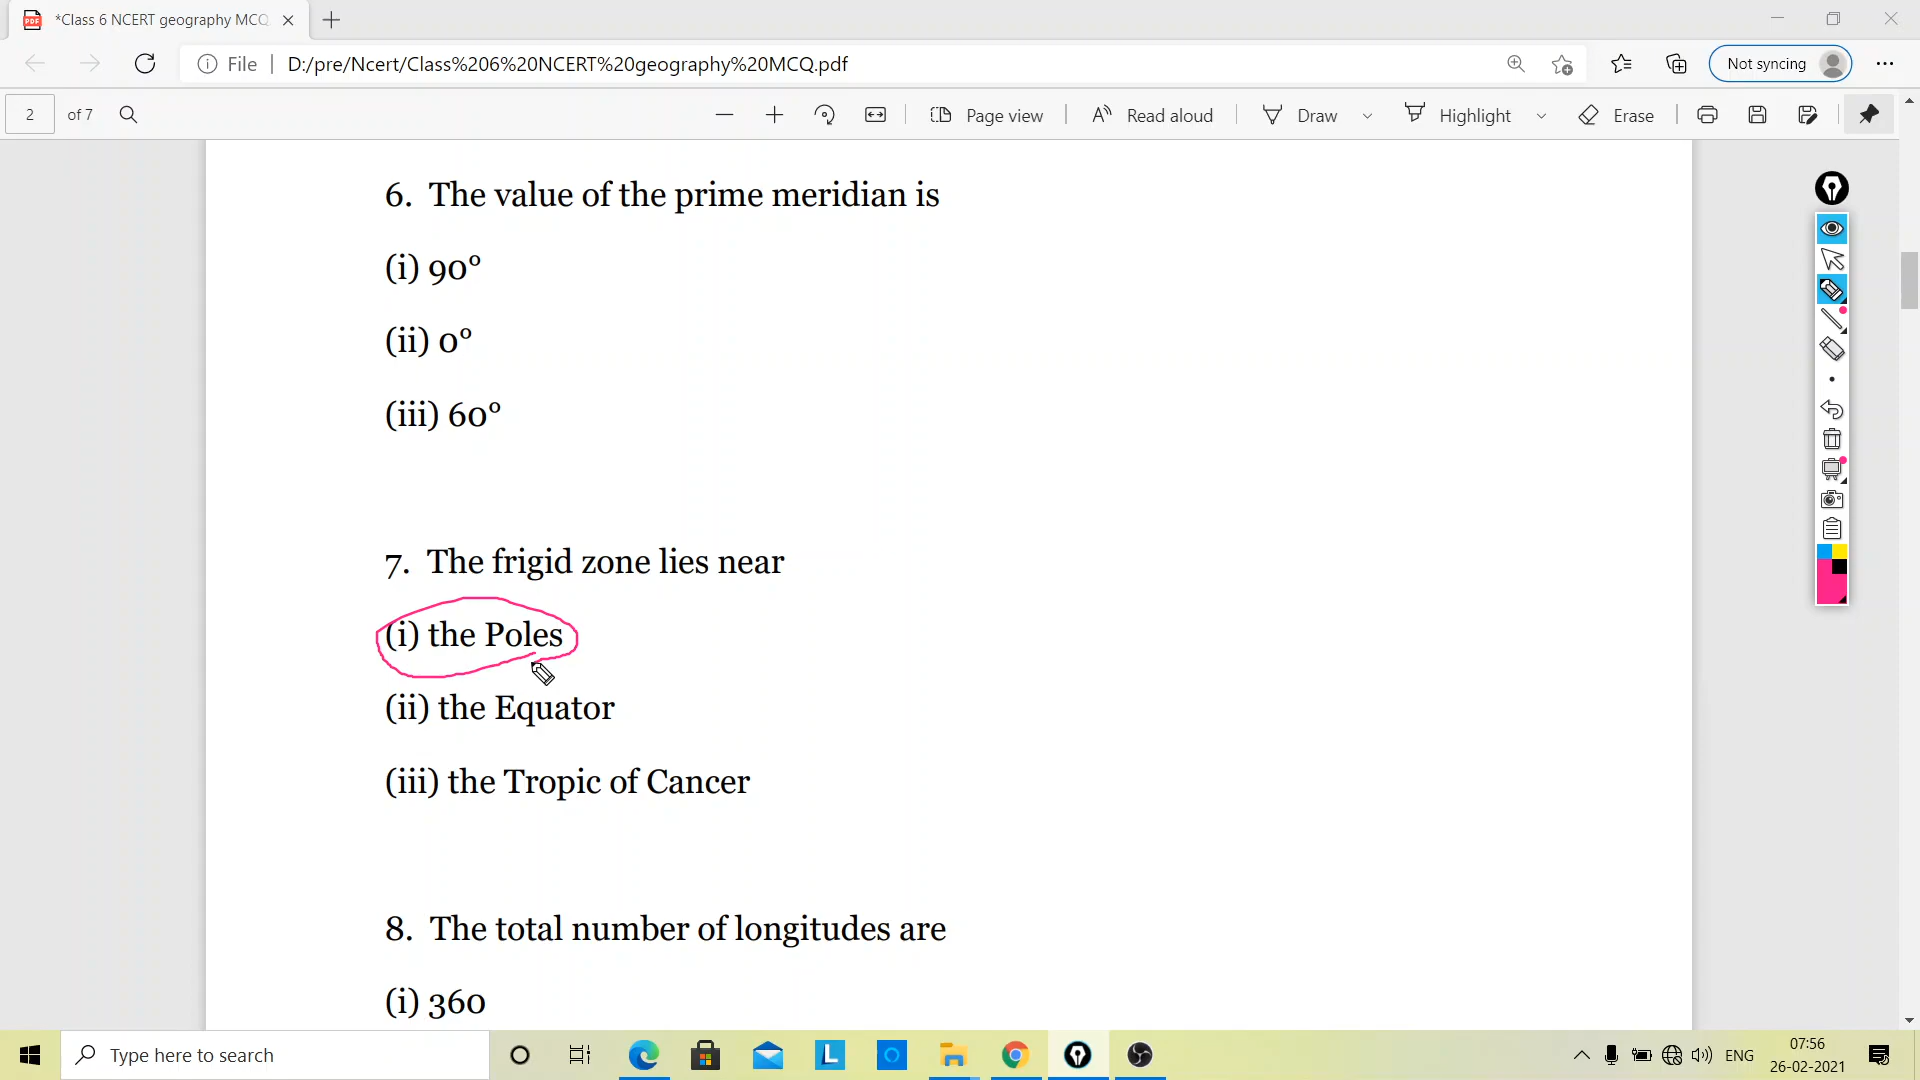 *Class 6 NCERT geography MCQ
File
D:/pre/Ncert/Class%206%20NCERT%20geography%20MCQ.pdf
Not syncing
2 of 7
Page view
Read aloud
Draw
Highlight
Erase
6. The value of the prime meridian is
(i) 90°
(ii) 0°
(iii) 60°
7. The frigid zone lies near
(i) the Poles
(ii) the Equator
(iii) the Tropic of Cancer
8. The total number of longitudes are
(i) 360
Type here to search
L
ENG
07:56
26-02-2021